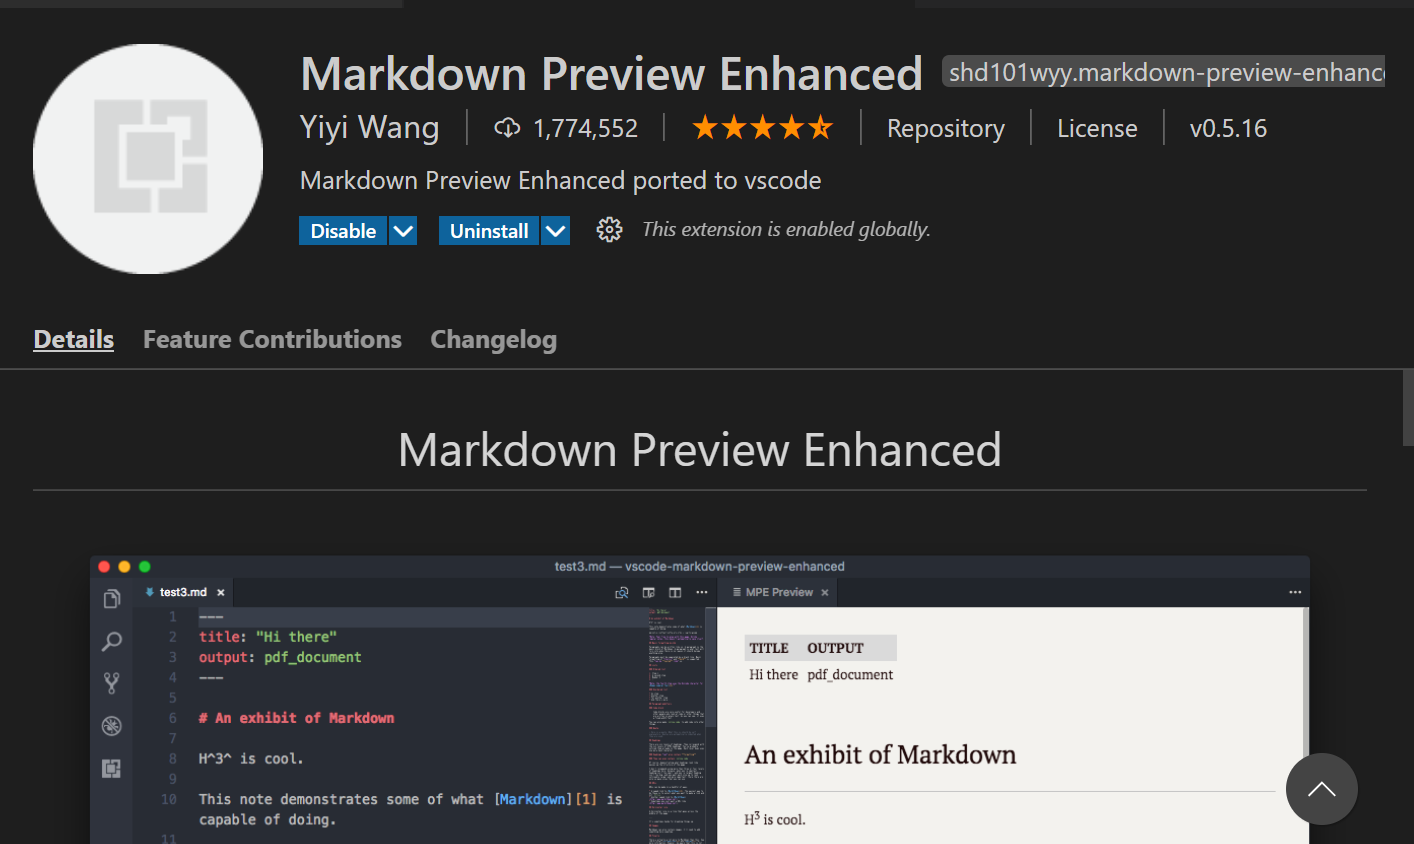 Markdown Preview Enhanced shd101wyy.markdown-preview-enhanc
Yiyi Wang 1,774,552 Repository License v0.5.16
Markdown Preview Enhanced ported to vscode
Disable Uninstall This extension is enabled globally.
Details Feature Contributions Changelog
Markdown Preview Enhanced
test3.md — vscode-markdown-preview-enhanced
test3.md × MPE Preview ×
1 ---
2 title: "Hi there"
3 output: pdf_document
4 ---
5
6 # An exhibit of Markdown
7
8 H^3^ is cool.
9
10 This note demonstrates some of what [Markdown][1] is
capable of doing.
11
TITLE OUTPUT
Hi there pdf_document
An exhibit of Markdown
H³ is cool.